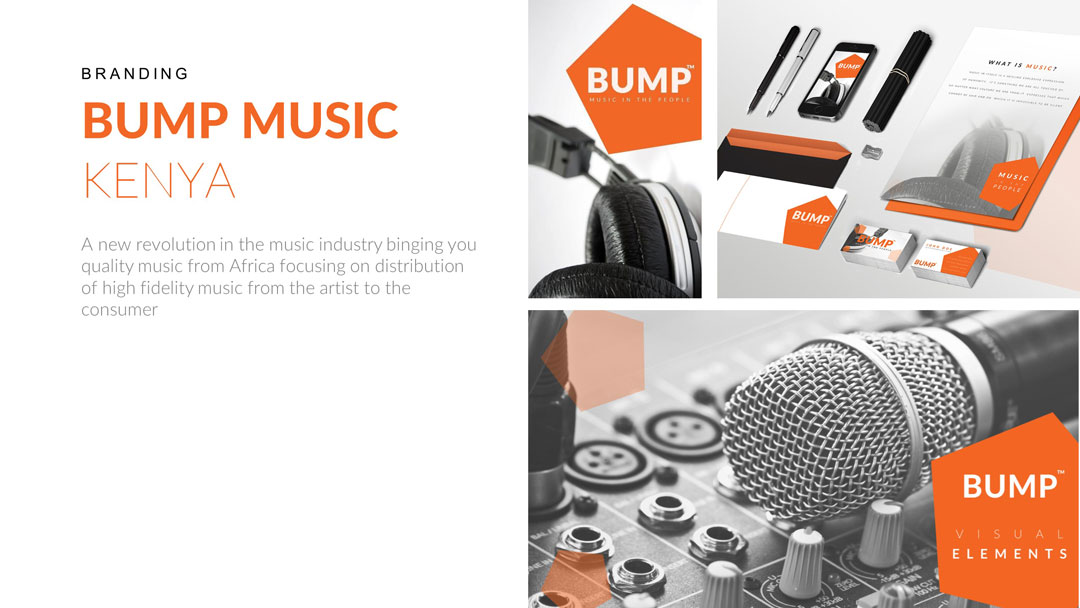 BRANDING
BUMP MUSIC
KENYA
A new revolution in the music industry binging you
quality music from Africa focusing on distribution
of high fidelity music from the artist to the
consumer
BUMP™
MUSIC IN THE PEOPLE
BUMP
WHAT IS MUSIC?
MUSIC
PEOPLE
BUMP
BUMP
BUMP
BUMP™
VISUAL
ELEMENTS